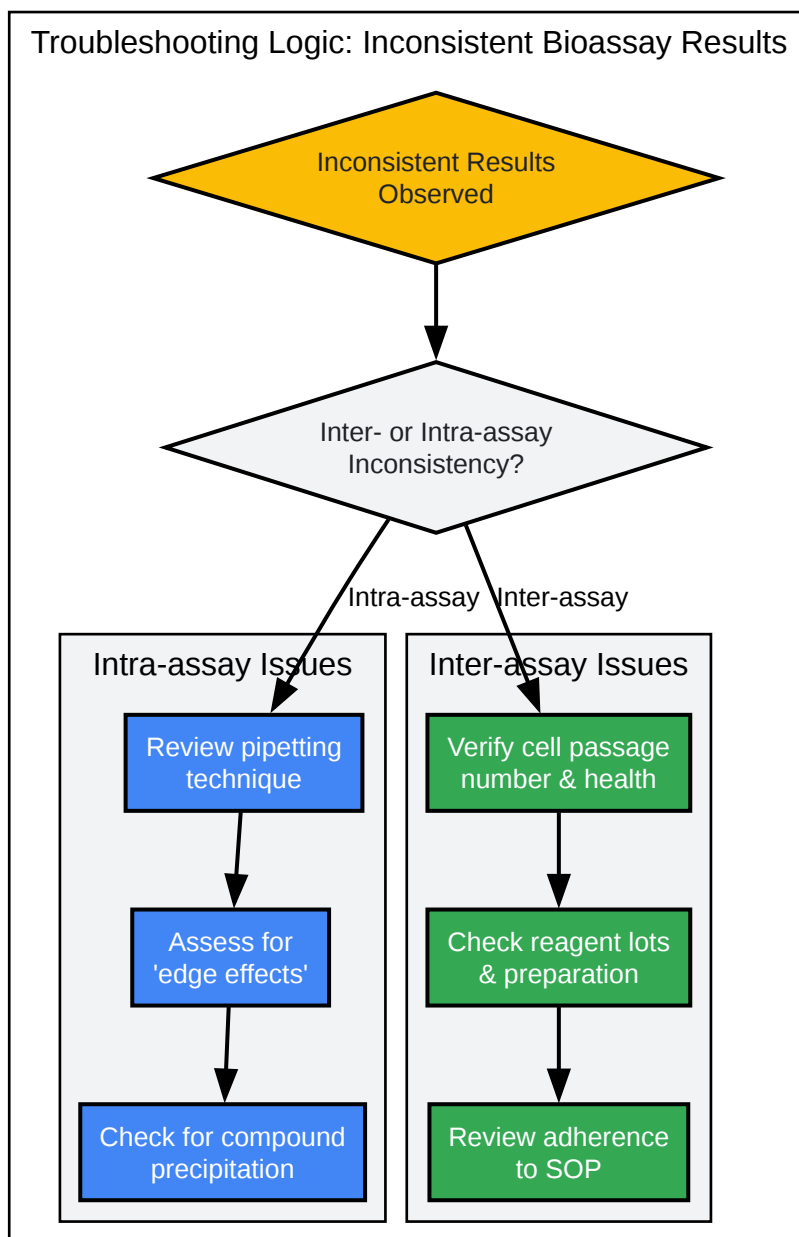 Troubleshooting Logic: Inconsistent Bioassay Results
Inconsistent Results
Observed
Inter- or Intra-assay
Inconsistency?
Intra-assay
Inter-assay
Intra-assay Issues
Review pipetting
technique
Assess for
'edge effects'
Check for compound
precipitation
Inter-assay Issues
Verify cell passage
number & health
Check reagent lots
& preparation
Review adherence
to SOP